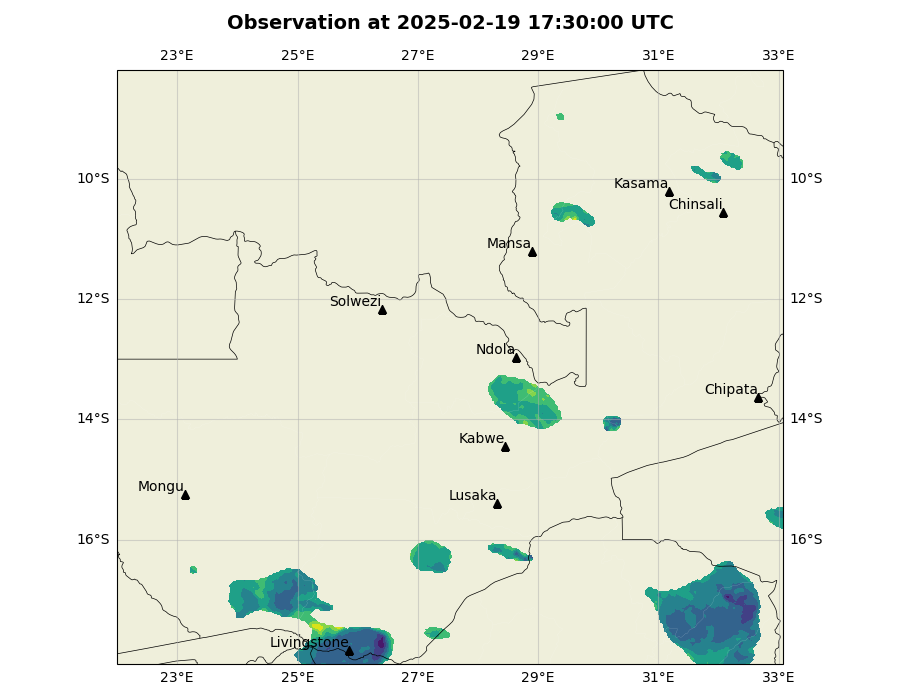 Observation at 2025-02-19 17:30:00 UTC
23°E 25°E 27°E 29°E 31°E 33°E
10°S 10°S
Kasama
Chinsali
Mansa
12°S 12°S
Solwezi
Ndola
Chipata
14°S 14°S
Kabwe
Mongu
Lusaka
16°S 16°S
Livingstone
23°E 25°E 27°E 29°E 31°E 33°E